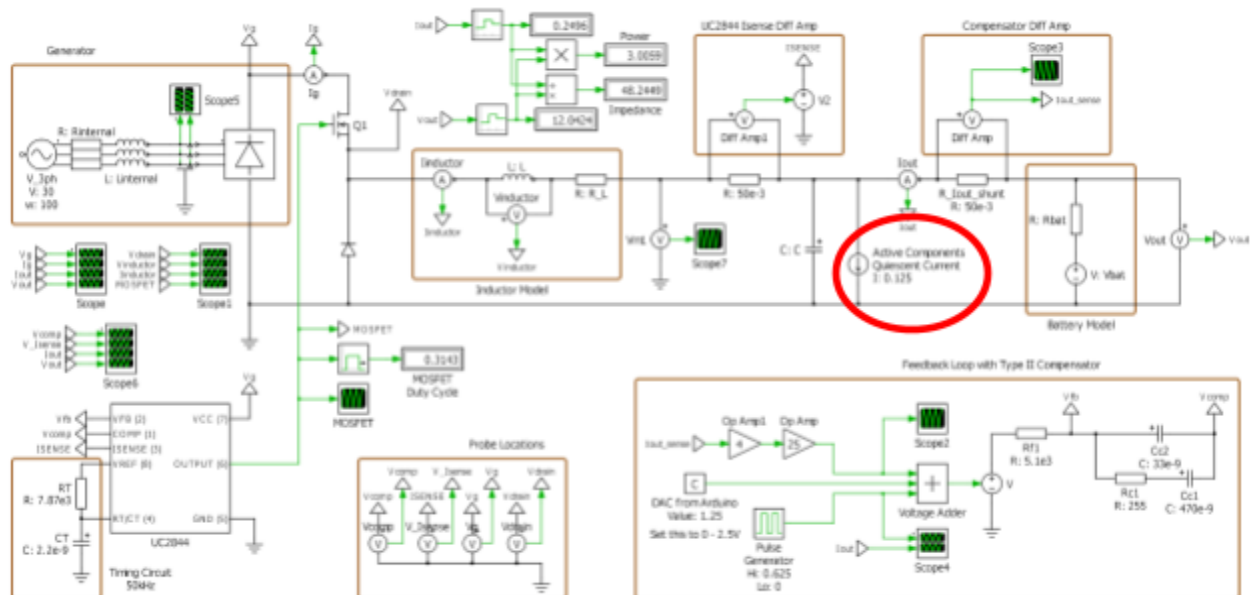 Generator
Vg
Ig
A
Ig
Scope5
R: Rinternal
L: Linternal
V_3ph
V: 30
w: 100
Q1
Vdrain
Iout
0.2496
Power
3.0059
48.2449
Impedance
Vout
12.0424
UC2844 Isense Diff Amp
ISENSE
V2
V
Diff Amp1
Compensator Diff Amp
Scope3
Iout_sense
V
Diff Amp
Iinductor
A
Iinductor
L: L
Vinductor
V
Vinductor
R: R_L
Inductor Model
V
Scope7
R: 50e-3
C: C
Iout
A
Iout
R_Iout_shunt
R: 50e-3
Active Components
Quiescent Current
I: 0.125
R: Rbat
V: Vbat
Battery Model
Vout
V
Vout
Vg
Ig
Iout
Vout
Scope
Vdrain
Vinductor
Iinductor
MOSFET
Scope1
Vcomp
V_Isense
Iout
Vout
Scope6
MOSFET
0.3143
MOSFET
Duty Cycle
MOSFET
Vg
Vfb
VFB (2)
VCC (7)
Vcomp
COMP (1)
ISENSE
ISENSE (3)
VREF (8)
OUTPUT (6)
RT
R: 7.87e3
RT/CT (4)
GND (5)
CT
C: 2.2e-9
UC2844
Timing Circuit
50kHz
Probe Locations
Vcomp
V_Isense
Vg
Vdrain
Vcomp
ISENSE
Vg
Vdrain
V
V
V
V
Feedback Loop with Type II Compensator
Op Amp1
Op Amp
Iout_sense
-4
25
Scope2
C
DAC from Arduino
Value: 1.25
Set this to 0 - 2.5V
Voltage Adder
Pulse
Generator
Hi: 0.625
Lo: 0
Iout
Scope4
V
Rf1
R: 5.1e3
Vfb
Vcomp
Cc2
C: 33e-9
Rc1
R: 255
Cc1
C: 470e-9